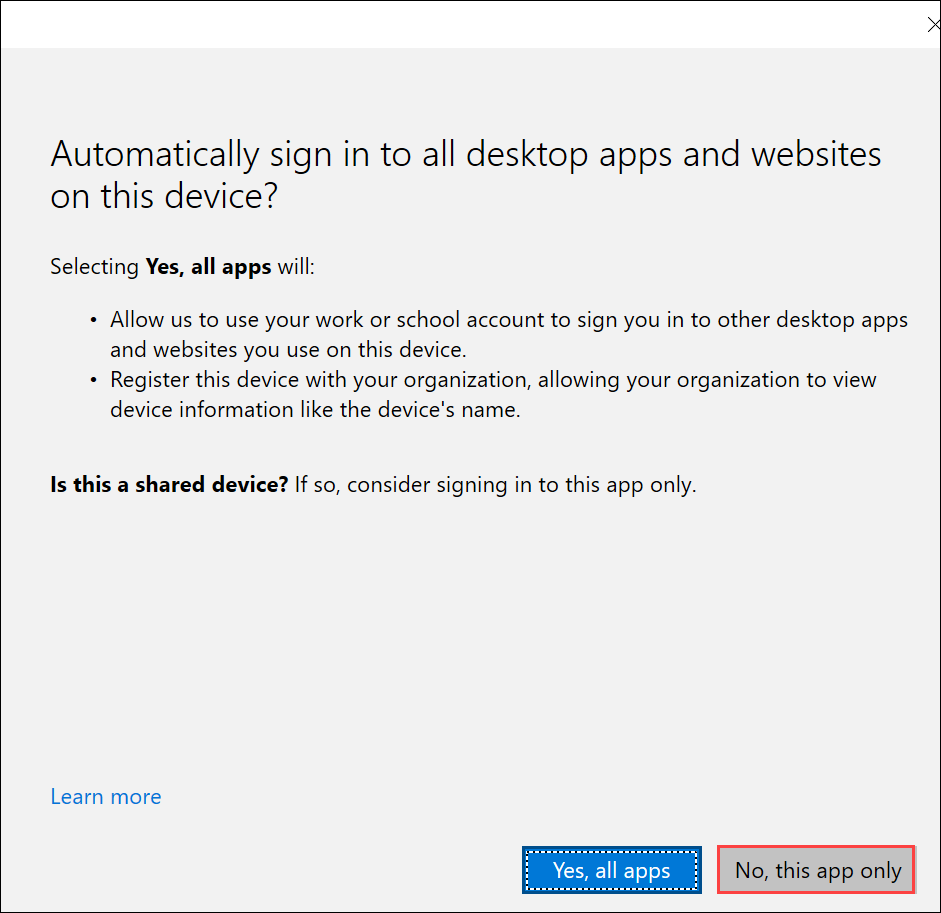 Automatically sign in to all desktop apps and websites
on this device?
Selecting Yes, all apps will:
• Allow us to use your work or school account to sign you in to other desktop apps
and websites you use on this device.
• Register this device with your organization, allowing your organization to view
device information like the device's name.
Is this a shared device? If so, consider signing in to this app only.
Learn more
Yes, all apps
No, this app only